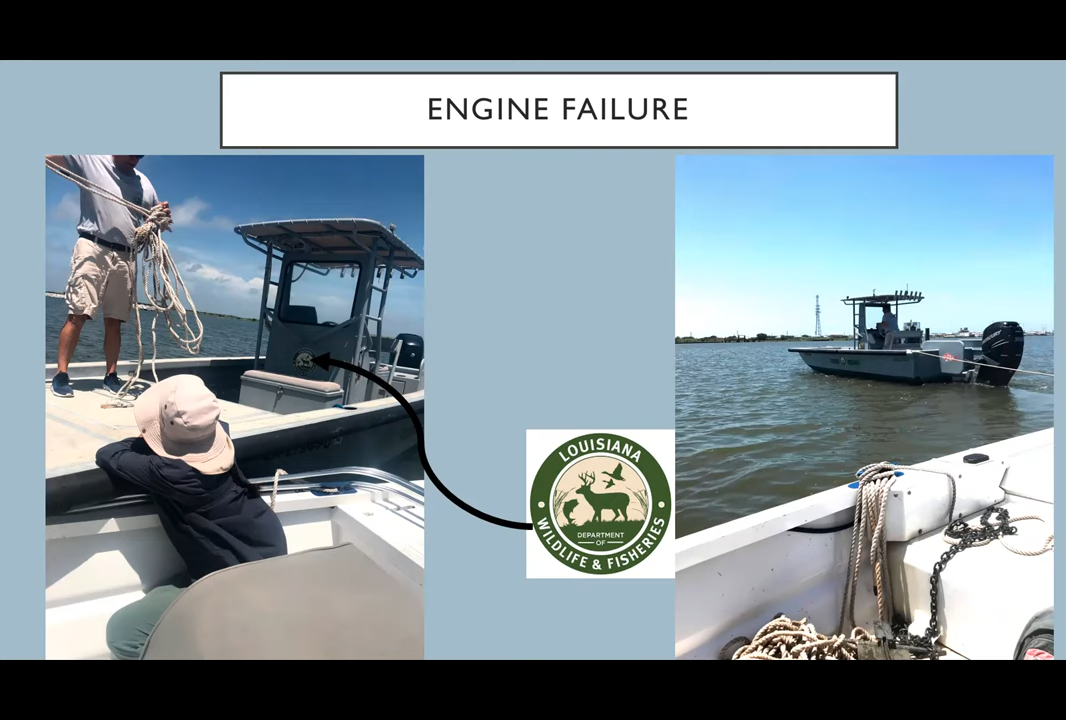 ENGINE FAILURE
LOUISIANA
DEPARTMENT
OF
WILDLIFE & FISHERIES